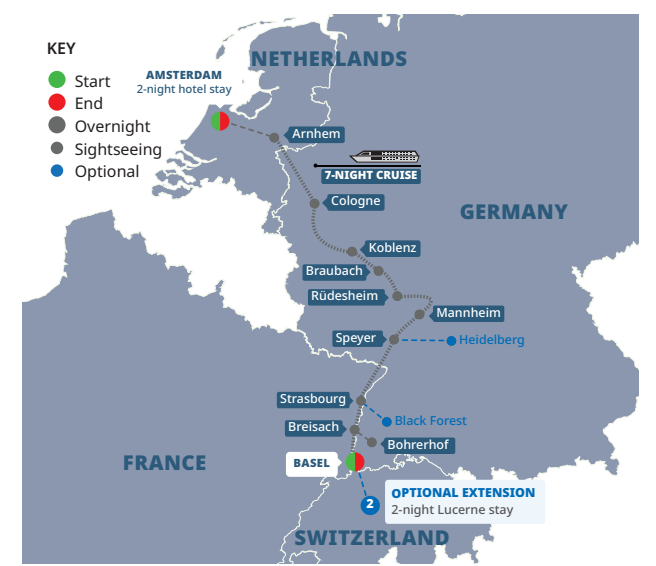 KEY
Start
End
Overnight
Sightseeing
Optional
NETHERLANDS
AMSTERDAM
2-night hotel stay
Arnhem
7-NIGHT CRUISE
Cologne
GERMANY
Koblenz
Braubach
Rüdesheim
Mannheim
Speyer
Heidelberg
Strasbourg
Black Forest
Breisach
Bohrerhof
FRANCE
BASEL
2
OPTIONAL EXTENSION
2-night Lucerne stay
SWITZERLAND